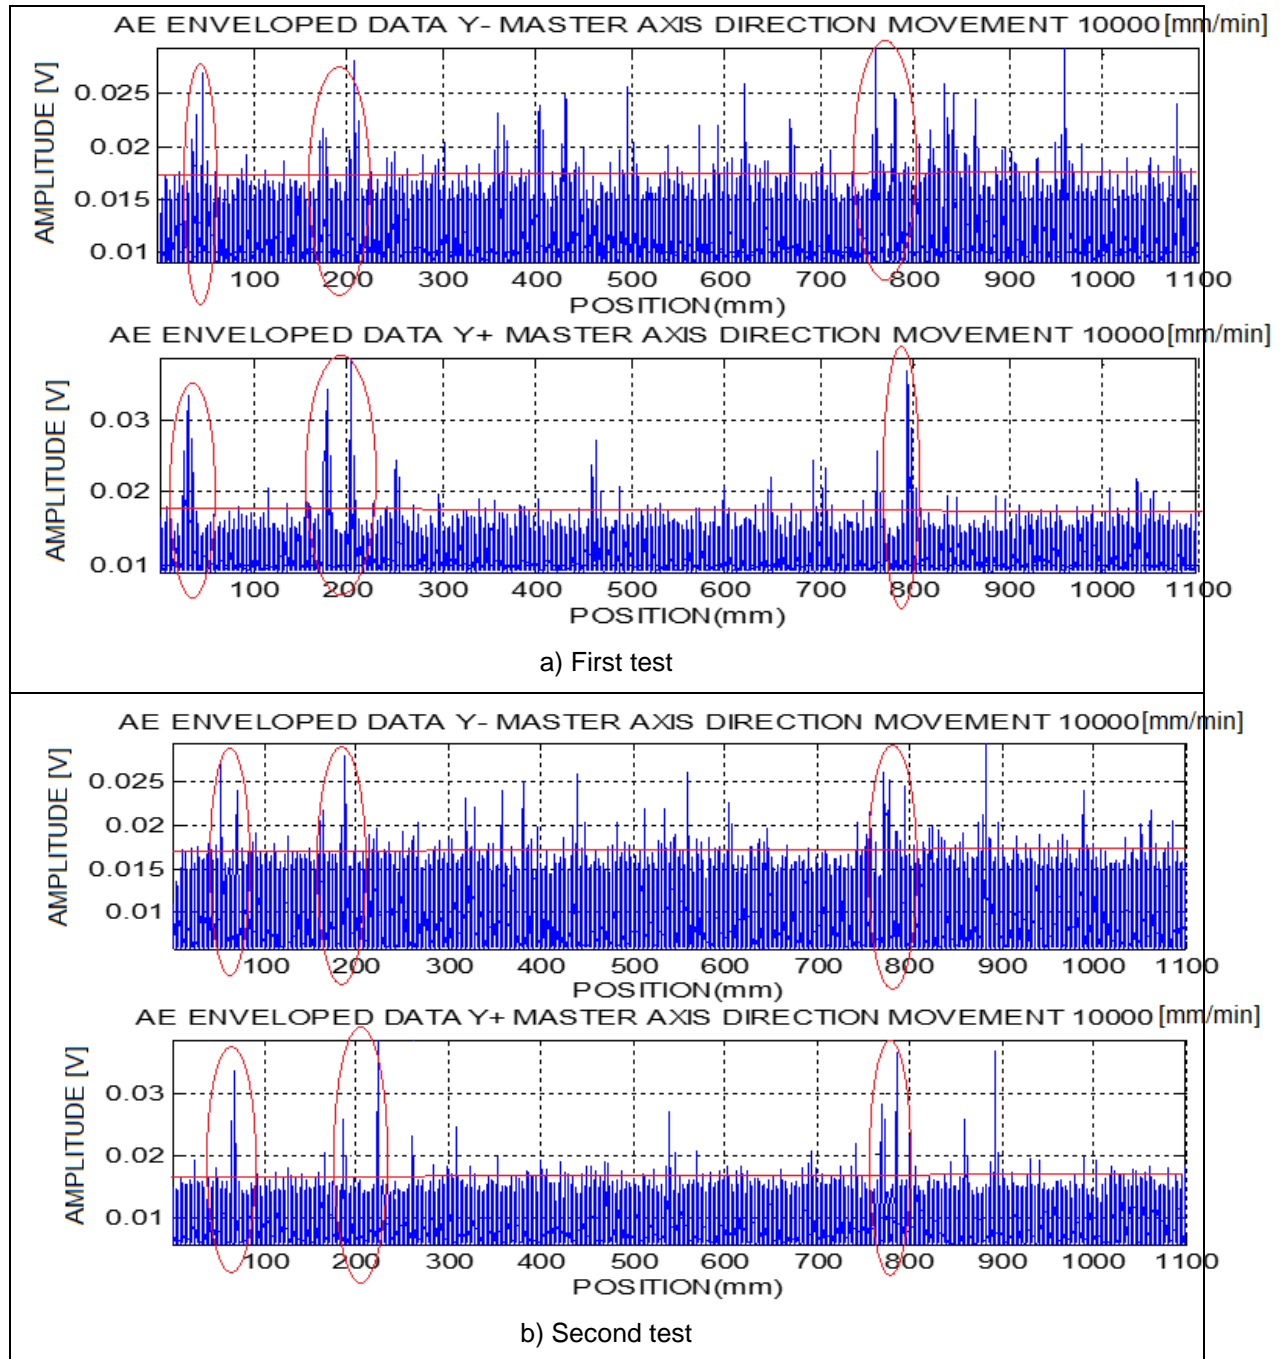 AE ENVELOPED DATA Y- MASTER AXIS DIRECTION MOVEMENT 10000[mm/min]
AMPLITUDE [V]
0.025
0.02
0.015
0.01
100 200 300 400 500 600 700 800 900 1000 1100
POSITION(mm)
AE ENVELOPED DATA Y+ MASTER AXIS DIRECTION MOVEMENT 10000[mm/min]
AMPLITUDE [V]
0.03
0.02
0.01
100 200 300 400 500 600 700 800 900 1000 1100
POSITION(mm)
a) First test
AE ENVELOPED DATA Y- MASTER AXIS DIRECTION MOVEMENT 10000[mm/min]
AMPLITUDE [V]
0.025
0.02
0.015
0.01
100 200 300 400 500 600 700 800 900 1000 1100
POSITION(mm)
AE ENVELOPED DATA Y+ MASTER AXIS DIRECTION MOVEMENT 10000 [mm/min]
AMPLITUDE [V]
0.03
0.02
0.01
100 200 300 400 500 600 700 800 900 1000 1100
POSITION(mm)
b) Second test